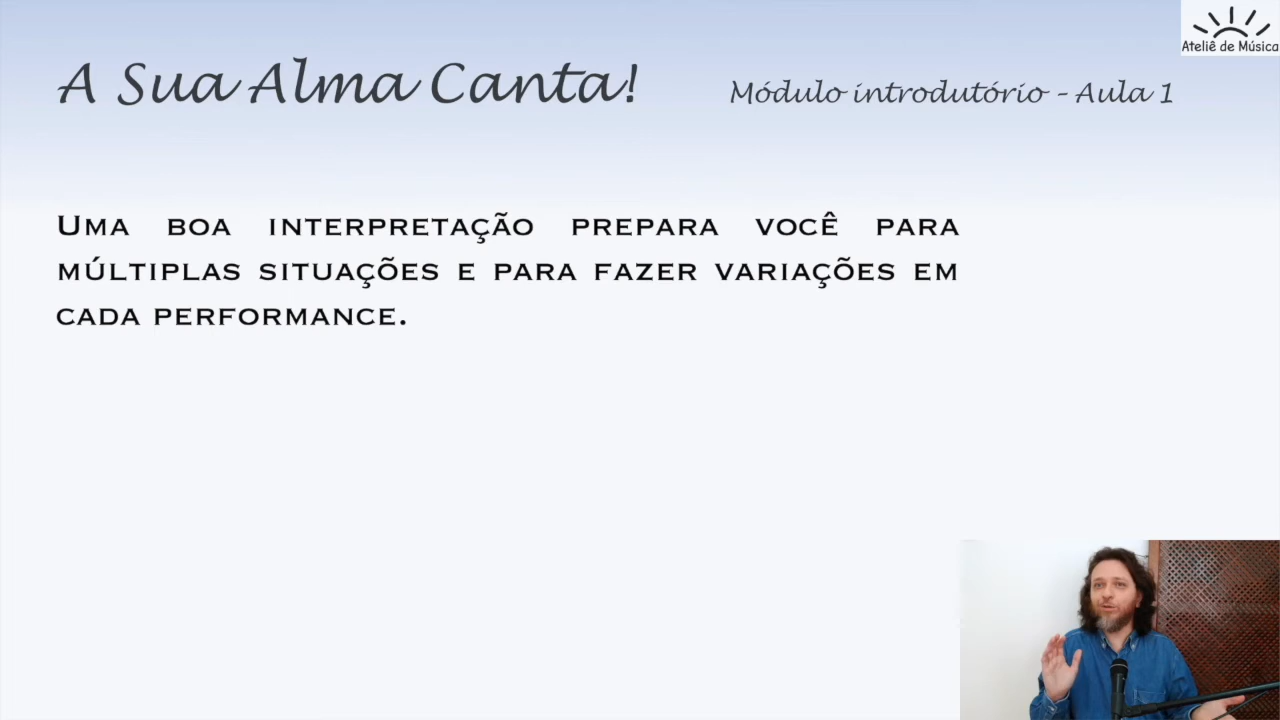 Ateliê de Música
A Sua Alma Canta!
Módulo introdutório – Aula 1
Uma boa interpretação prepara você para
múltiplas situações e para fazer variações em
cada performance.